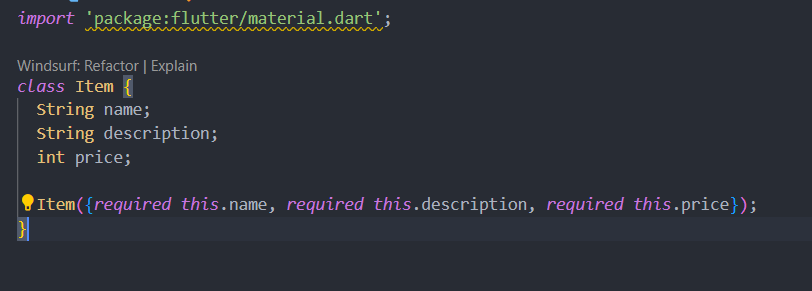 import 'package:flutter/material.dart';
Windsurf: Refactor | Explain
class Item {
String name;
String description;
int price;
Item({required this.name, required this.description, required this.price});
}